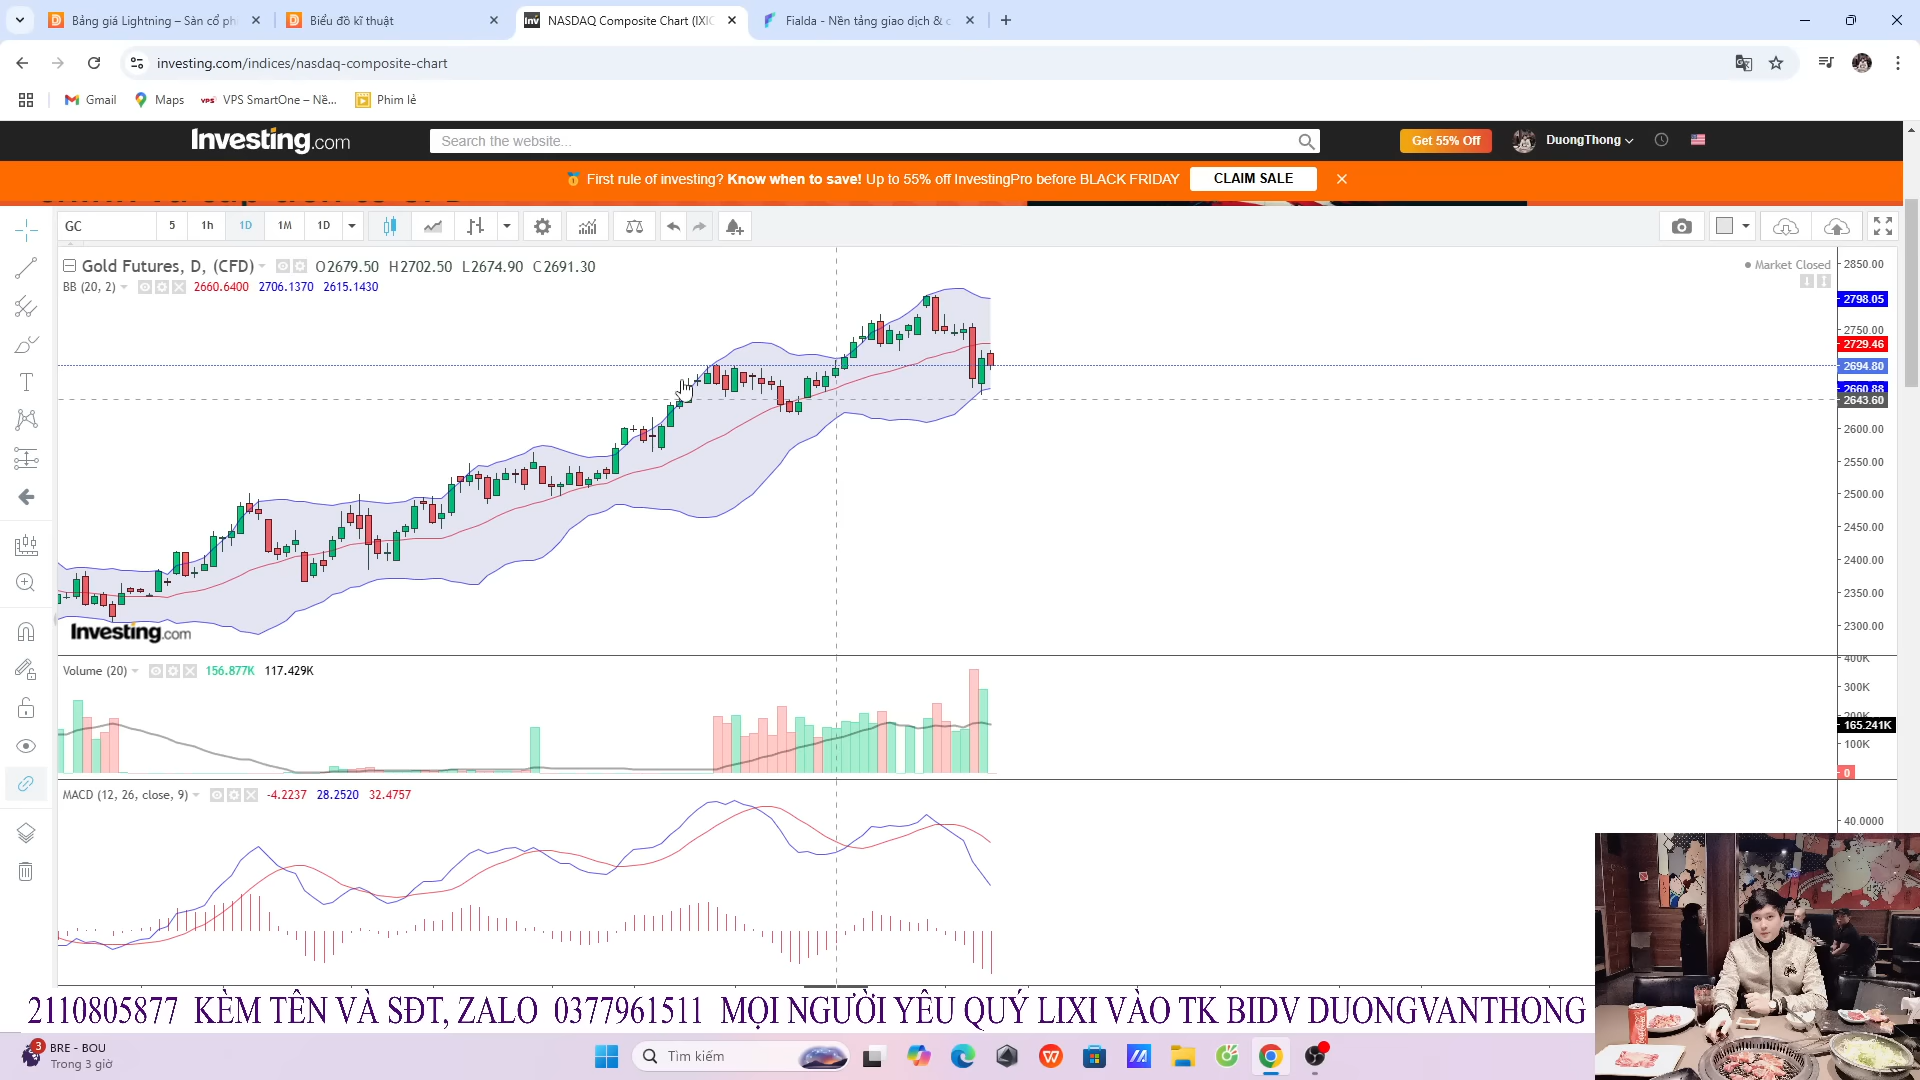 Bảng giá Lightning – Sàn cổ ph
Biểu đồ kĩ thuật
NASDAQ Composite Chart (IXIC
Fialda - Nền tảng giao dịch & c
investing.com/indices/nasdaq-composite-chart
Gmail
Maps
VPS SmartOne – Nề...
Phim lẻ
Investing.com
Search the website...
Get 55% Off
DuongThong
First rule of investing? Know when to save! Up to 55% off InvestingPro before BLACK FRIDAY
CLAIM SALE
GC 5 1h 1D 1M 1D
Gold Futures, D, (CFD) O2679.50 H2702.50 L2674.90 C2691.30
Market Closed
BB (20, 2) 2660.6400 2706.1370 2615.1430
2850.00
2798.05
2750.00
2729.46
2694.80
2660.88
2643.60
2600.00
2550.00
2500.00
2450.00
2400.00
2350.00
2300.00
Investing.com
Volume (20) 156.877K 117.429K
400K
300K
200K
165.241K
100K
0
MACD (12, 26, close, 9) -4.2237 28.2520 32.4757
40.0000
2110805877 KÈM TÊN VÀ SĐT, ZALO 0377961511 MỌI NGƯỜI YÊU QUÝ LIXI VÀO TK BIDV DUONGVANTHONG
3
BRE - BOU
Trong 3 giờ
Tìm kiếm